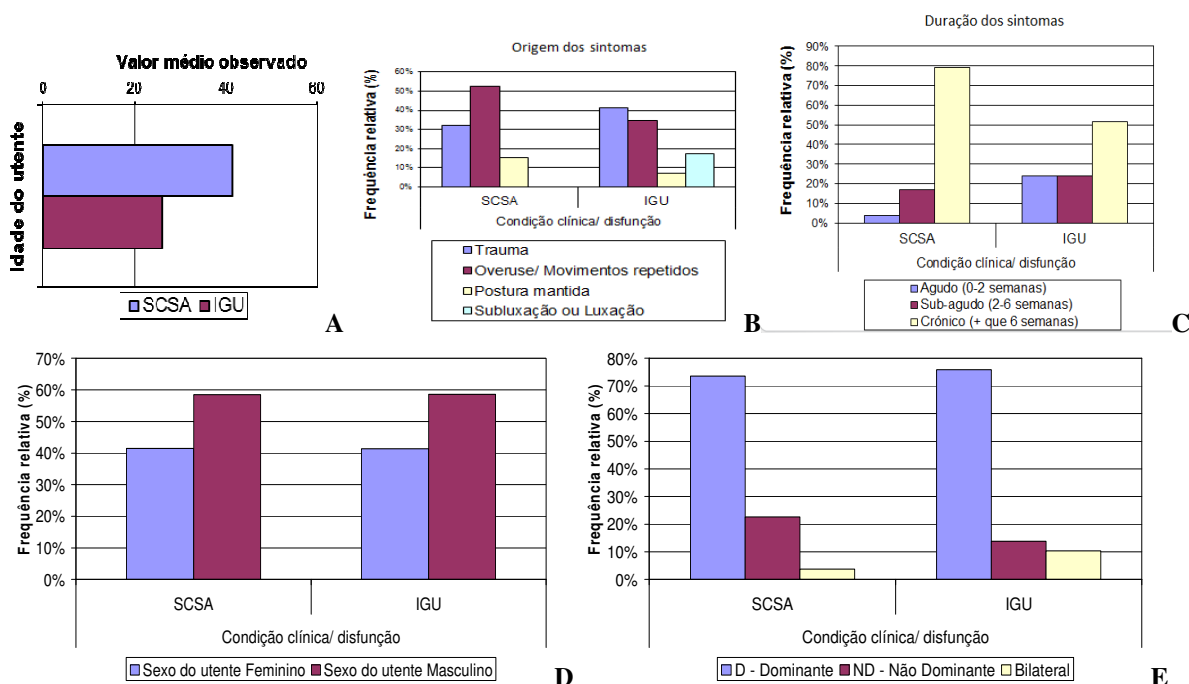 Valor médio observado
0 20 40 60
Idade do utente
SCSA IGU
A
Origem dos sintomas
Frequência relativa (%)
60%
50%
40%
30%
20%
10%
0%
SCSA IGU
Condição clínica/ disfunção
Trauma
Overuse/ Movimentos repetidos
Postura mantida
Subluxação ou Luxação
B
Duração dos sintomas
Frequência relativa (%)
90%
80%
70%
60%
50%
40%
30%
20%
10%
0%
SCSA IGU
Condição clínica/ disfunção
Agudo (0-2 semanas)
Sub-agudo (2-6 semanas)
Crónico (+ que 6 semanas)
C
Frequência relativa (%)
70%
60%
50%
40%
30%
20%
10%
0%
SCSA IGU
Condição clínica/ disfunção
Sexo do utente Feminino Sexo do utente Masculino
D
Frequência relativa (%)
80%
70%
60%
50%
40%
30%
20%
10%
0%
SCSA IGU
Condição clínica/ disfunção
D - Dominante ND - Não Dominante Bilateral
E